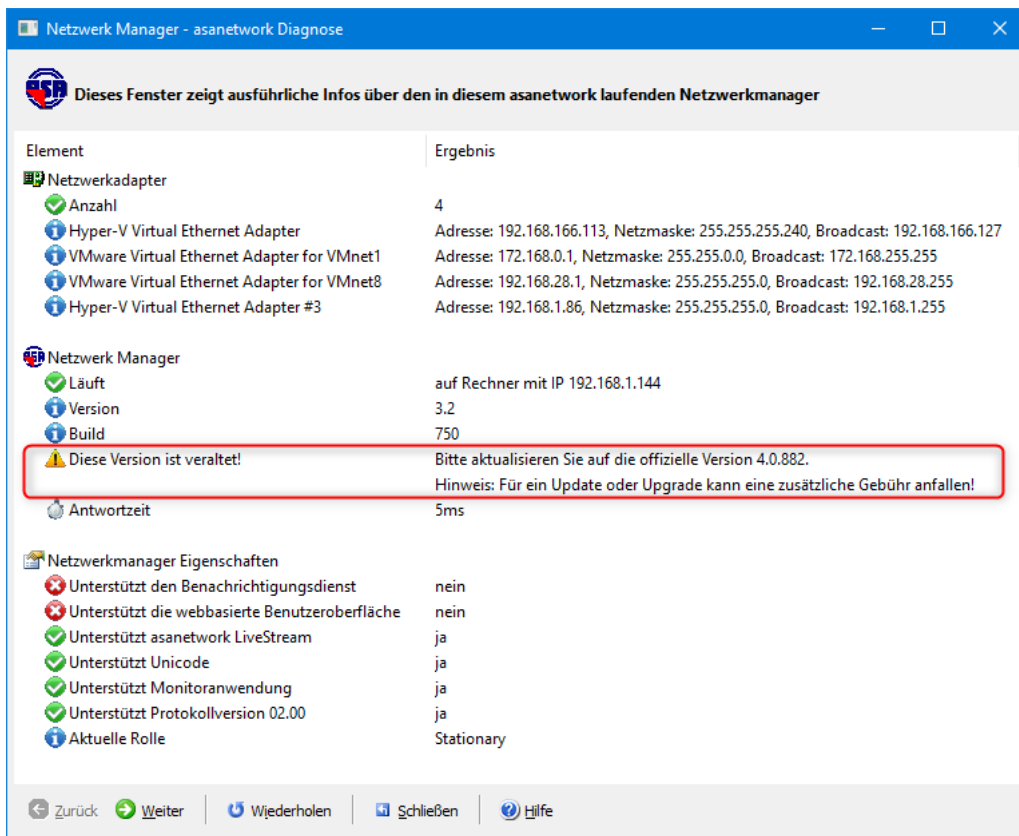 Netzwerk Manager - asanetwork Diagnose
ASA
Dieses Fenster zeigt ausführliche Infos über den in diesem asanetwork laufenden Netzwerkmanager
Element Ergebnis
Netzwerkadapter
Anzahl 4
Hyper-V Virtual Ethernet Adapter Adresse: 192.168.166.113, Netzmaske: 255.255.255.240, Broadcast: 192.168.166.127
VMware Virtual Ethernet Adapter for VMnet1 Adresse: 172.168.0.1, Netzmaske: 255.255.0.0, Broadcast: 172.168.255.255
VMware Virtual Ethernet Adapter for VMnet8 Adresse: 192.168.28.1, Netzmaske: 255.255.255.0, Broadcast: 192.168.28.255
Hyper-V Virtual Ethernet Adapter #3 Adresse: 192.168.1.86, Netzmaske: 255.255.255.0, Broadcast: 192.168.1.255
Netzwerk Manager
Läuft auf Rechner mit IP 192.168.1.144
Version 3.2
Build 750
Diese Version ist veraltet! Bitte aktualisieren Sie auf die offizielle Version 4.0.882.
Hinweis: Für ein Update oder Upgrade kann eine zusätzliche Gebühr anfallen!
Antwortzeit 5ms
Netzwerkmanager Eigenschaften
Unterstützt den Benachrichtigungsdienst nein
Unterstützt die webbasierte Benutzeroberfläche nein
Unterstützt asanetwork LiveStream ja
Unterstützt Unicode ja
Unterstützt Monitoranwendung ja
Unterstützt Protokollversion 02.00 ja
Aktuelle Rolle Stationary
Zurück Weiter Wiederholen Schließen Hilfe